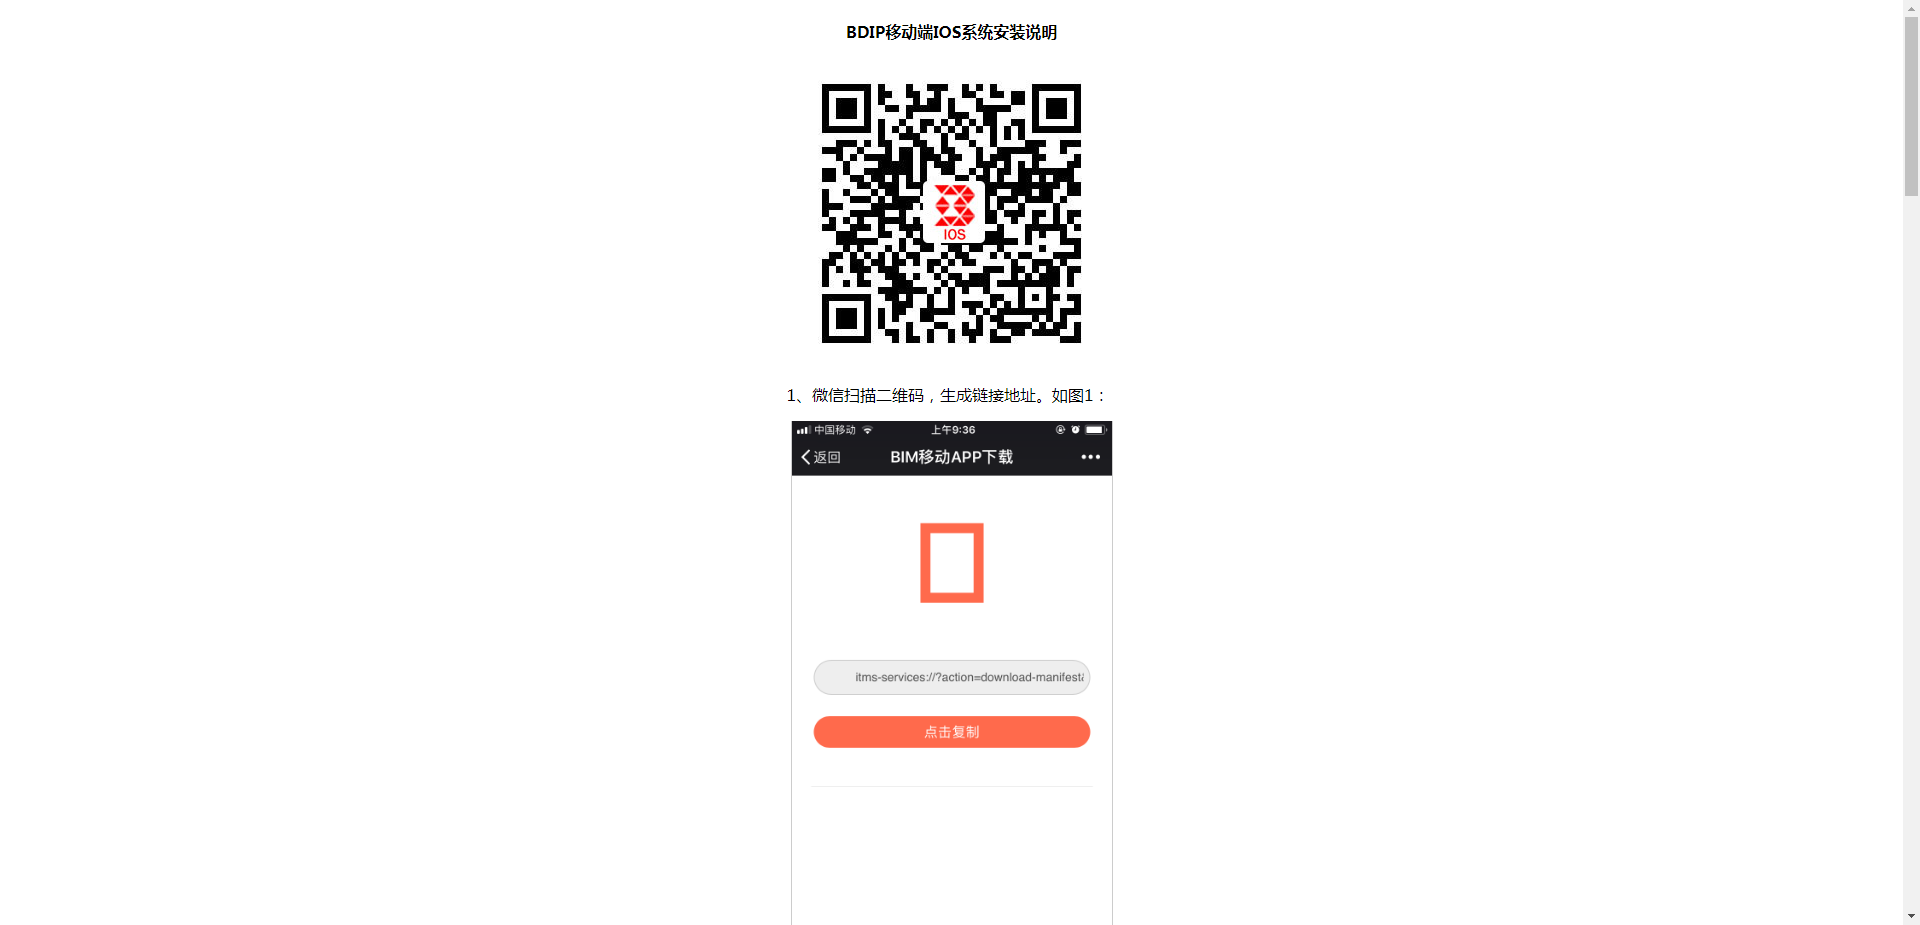 BDIP移动端IOS系统安装说明
IOS
1、微信扫描二维码，生成链接地址。如图1：
中国移动 上午9:36
返回 BIM移动APP下载
itms-services://?action=download-manifest&
点击复制